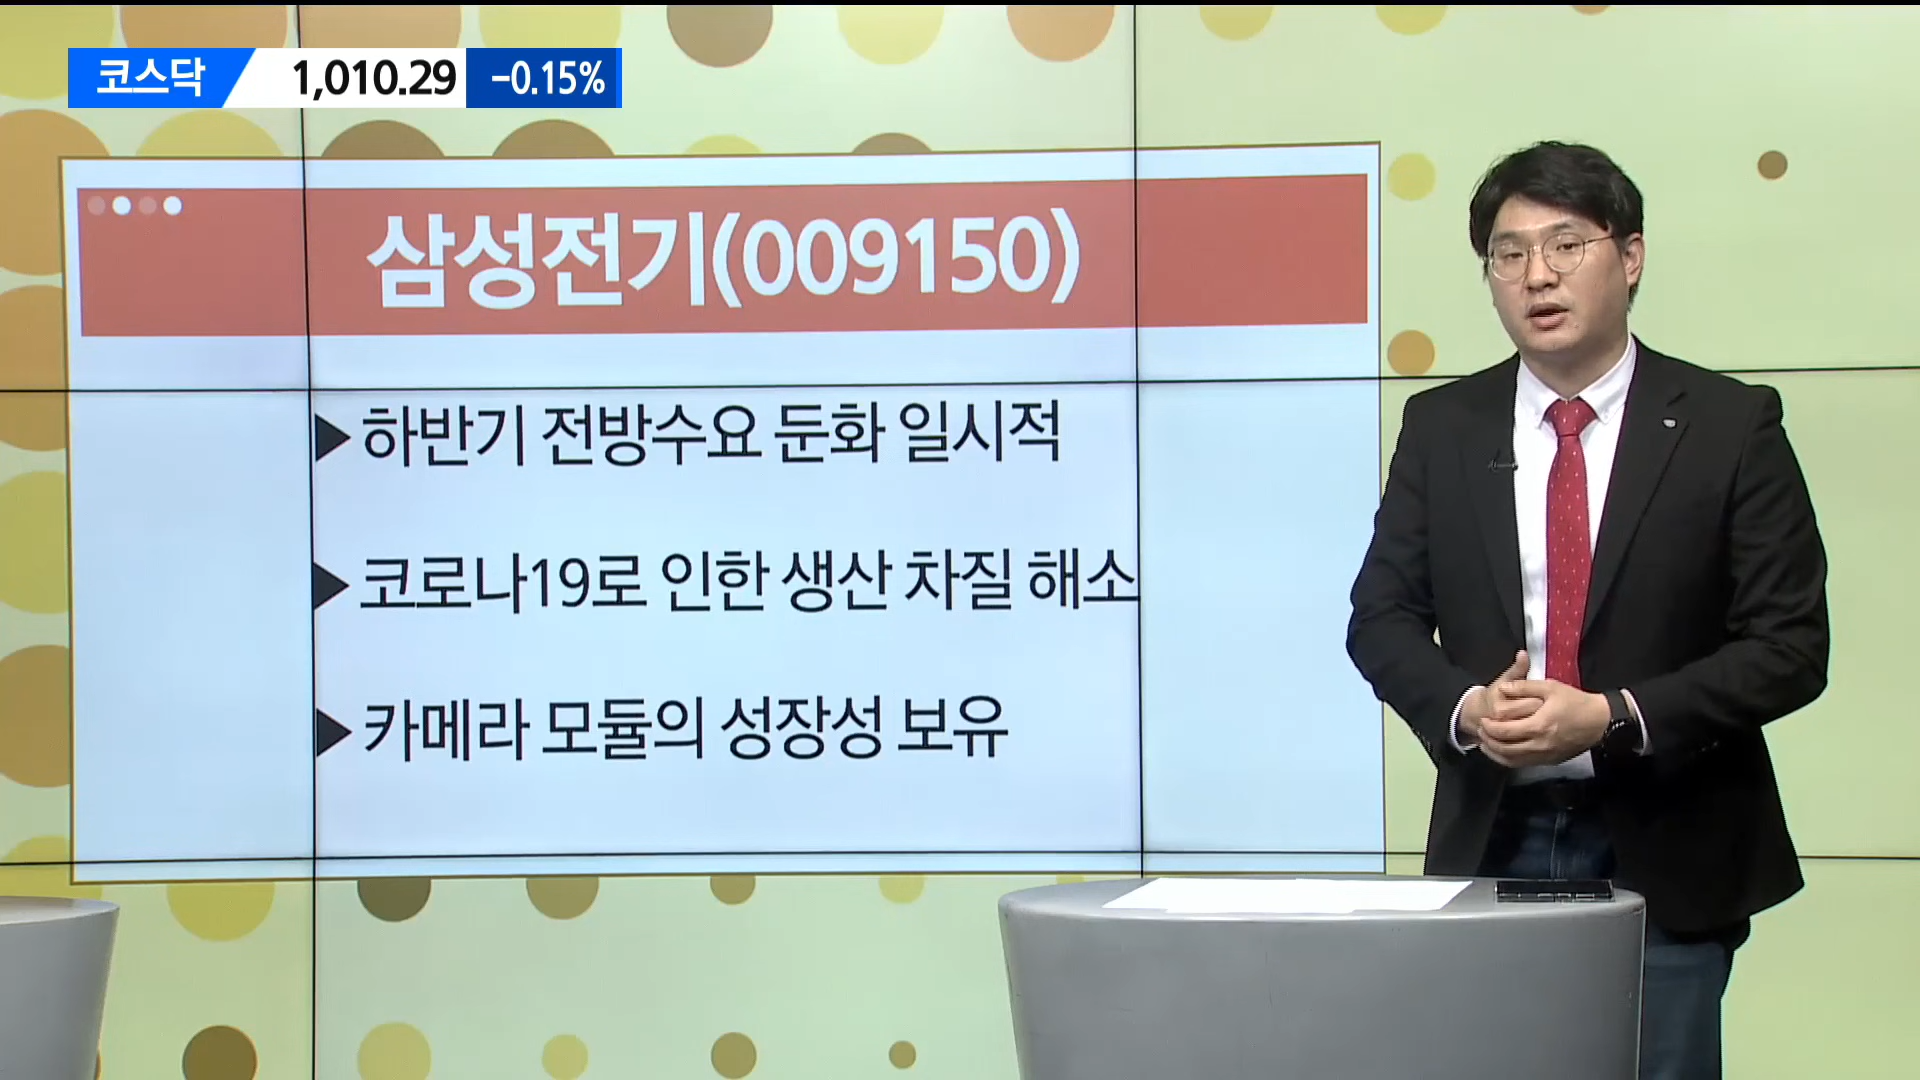 코스닥 1,010.29 -0.15%
삼성전기(009150)
▶하반기 전방수요 둔화 일시적
▶코로나19로 인한 생산 차질 해소
▶카메라 모듈의 성장성 보유